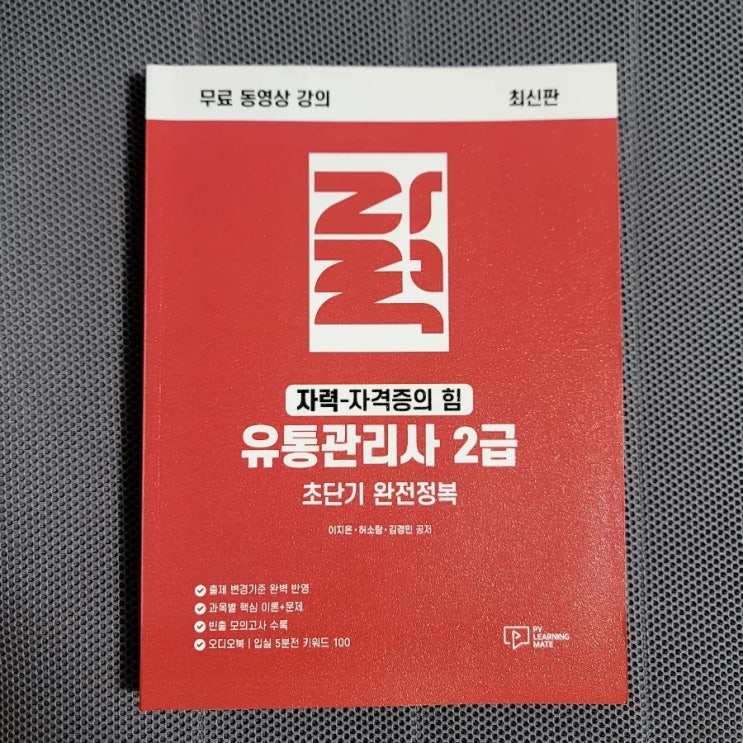 무료 동영상 강의
최신판
자력
자력-자격증의 힘
유통관리사 2급
초단기 완전정복
이지은·허소람·김경민 공저
출제 변경기준 완벽 반영
과목별 핵심 이론+문제
빈출 모의고사 수록
오디오북 | 입실 5분전 키워드 100
PY
LEARNING
MATE